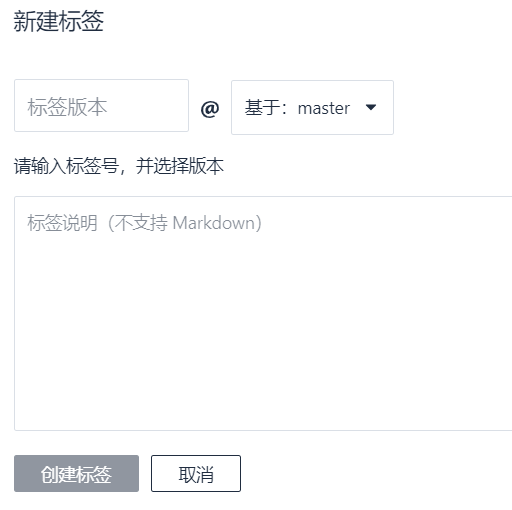 新建标签
标签版本 @ 基于：master
请输入标签号，并选择版本
标签说明（不支持 Markdown）
创建标签 取消